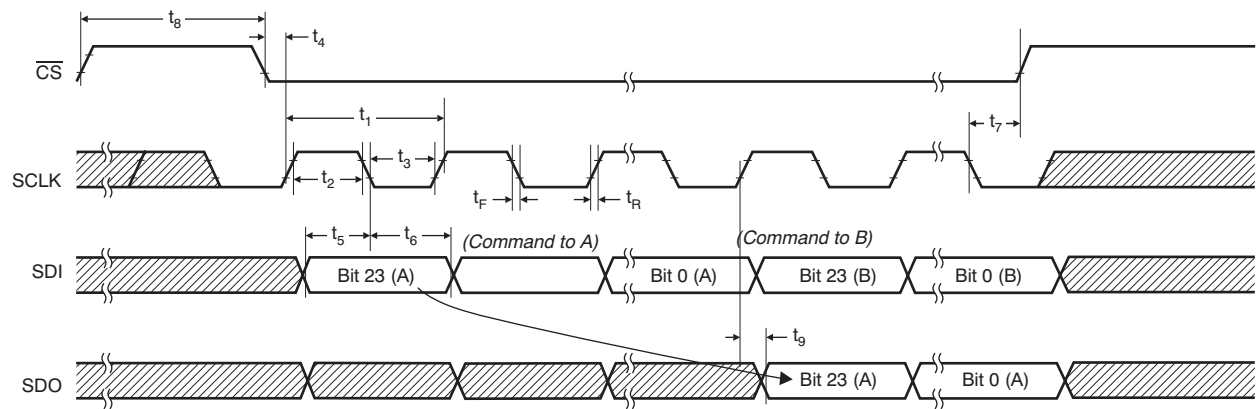 t8
t4
CS
t1
t7
t3
SCLK
t2
tF
tR
t5
t6
(Command to A)
(Command to B)
SDI
Bit 23 (A)
Bit 0 (A)
Bit 23 (B)
Bit 0 (B)
t9
SDO
Bit 23 (A)
Bit 0 (A)